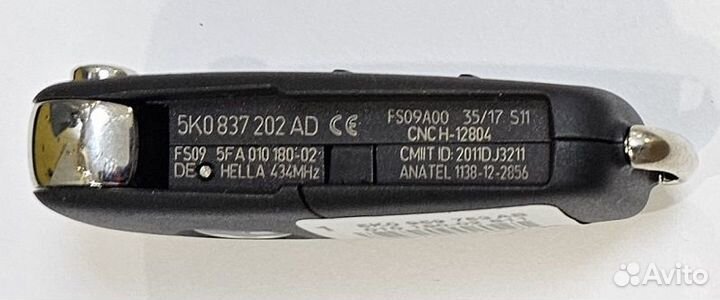 5K0 837 202 AD CE
FS09 5FA 010 180-02
DE HELLA 434MHz
FS09A00 35/17 S11
CNC H-12804
CMIIT ID: 2011DJ3211
ANATEL 1138-12-2856
Avito